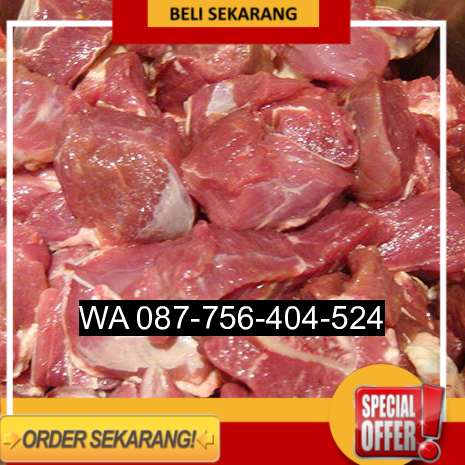 BELI SEKARANG
WA 087-756-404-524
ORDER SEKARANG!
SPECIAL
OFFER
!